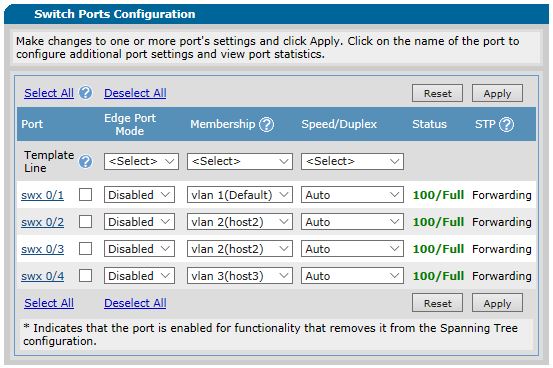 Switch Ports Configuration
Make changes to one or more port's settings and click Apply. Click on the name of the port to
configure additional port settings and view port statistics.
Select All ? Deselect All Reset Apply
Port Edge Port Mode Membership ? Speed/Duplex Status STP ?
Template Line ? <Select> <Select> <Select>
swx 0/1 Disabled vlan 1(Default) Auto 100/Full Forwarding
swx 0/2 Disabled vlan 2(host2) Auto 100/Full Forwarding
swx 0/3 Disabled vlan 2(host2) Auto 100/Full Forwarding
swx 0/4 Disabled vlan 3(host3) Auto 100/Full Forwarding
Select All Deselect All Reset Apply
* Indicates that the port is enabled for functionality that removes it from the Spanning Tree
configuration.